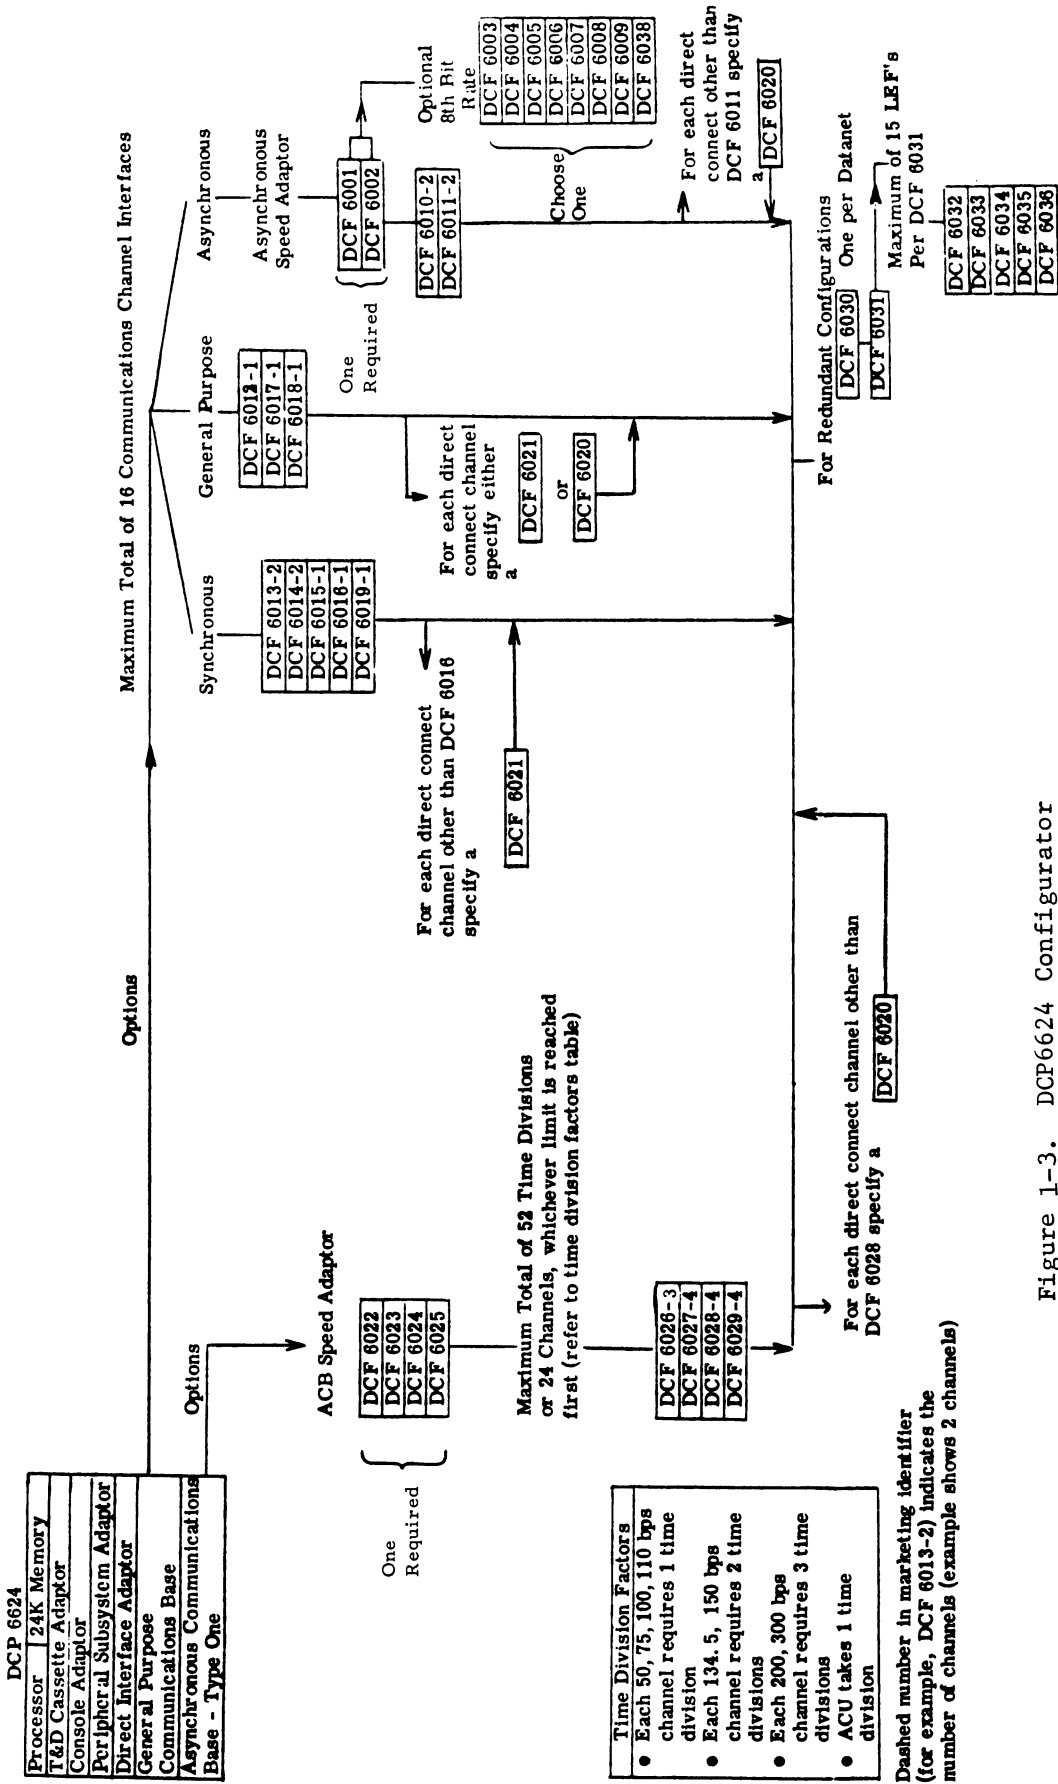 DCP 6624
Processor 24K Memory
T&D Cassette Adaptor
Console Adaptor
Peripheral Subsystem Adaptor
Direct Interface Adaptor
General Purpose
Communications Base
Asynchronous Communications
Base - Type One
Options
Options
Maximum Total of 16 Communications Channel Interfaces
Synchronous
DCF 6013-2
DCF 6014-2
DCF 6015-1
DCF 6016-1
DCF 6019-1
For each direct connect
channel other than DCF 6016
specify a
DCF 6021
General Purpose
DCF 6012-1
DCF 6017-1
DCF 6018-1
For each direct
connect channel
specify either
a
DCF 6021
or
DCF 6020
Asynchronous
Asynchronous
Speed Adaptor
DCF 6001
DCF 6002
One
Required
DCF 6010-2
DCF 6011-2
Optional
8th Bit
Rate
DCF 6003
DCF 6004
DCF 6005
DCF 6006
DCF 6007
DCF 6008
DCF 6009
DCF 6038
Choose
One
For each direct
connect other than
DCF 6011 specify
a DCF 6020
ACB Speed Adaptor
DCF 6022
DCF 6023
DCF 6024
DCF 6025
One
Required
Maximum Total of 52 Time Divisions
or 24 Channels, whichever limit is reached
first (refer to time division factors table)
DCF 6026-3
DCF 6027-4
DCF 6028-4
DCF 6029-4
For each direct connect channel other than
DCF 6028 specify a DCF 6020
For Redundant Configurations
DCF 6030 One per Datanet
DCF 6031
Maximum of 15 LEF's
Per DCF 6031
DCF 6032
DCF 6033
DCF 6034
DCF 6035
DCF 6036
Time Division Factors
● Each 50, 75, 100, 110 bps
channel requires 1 time
division
● Each 134.5, 150 bps
channel requires 2 time
divisions
● Each 200, 300 bps
channel requires 3 time
divisions
● ACU takes 1 time
division
Dashed number in marketing identifier
(for example, DCF 6013-2) indicates the
number of channels (example shows 2 channels)
Figure 1-3. DCP6624 Configurator